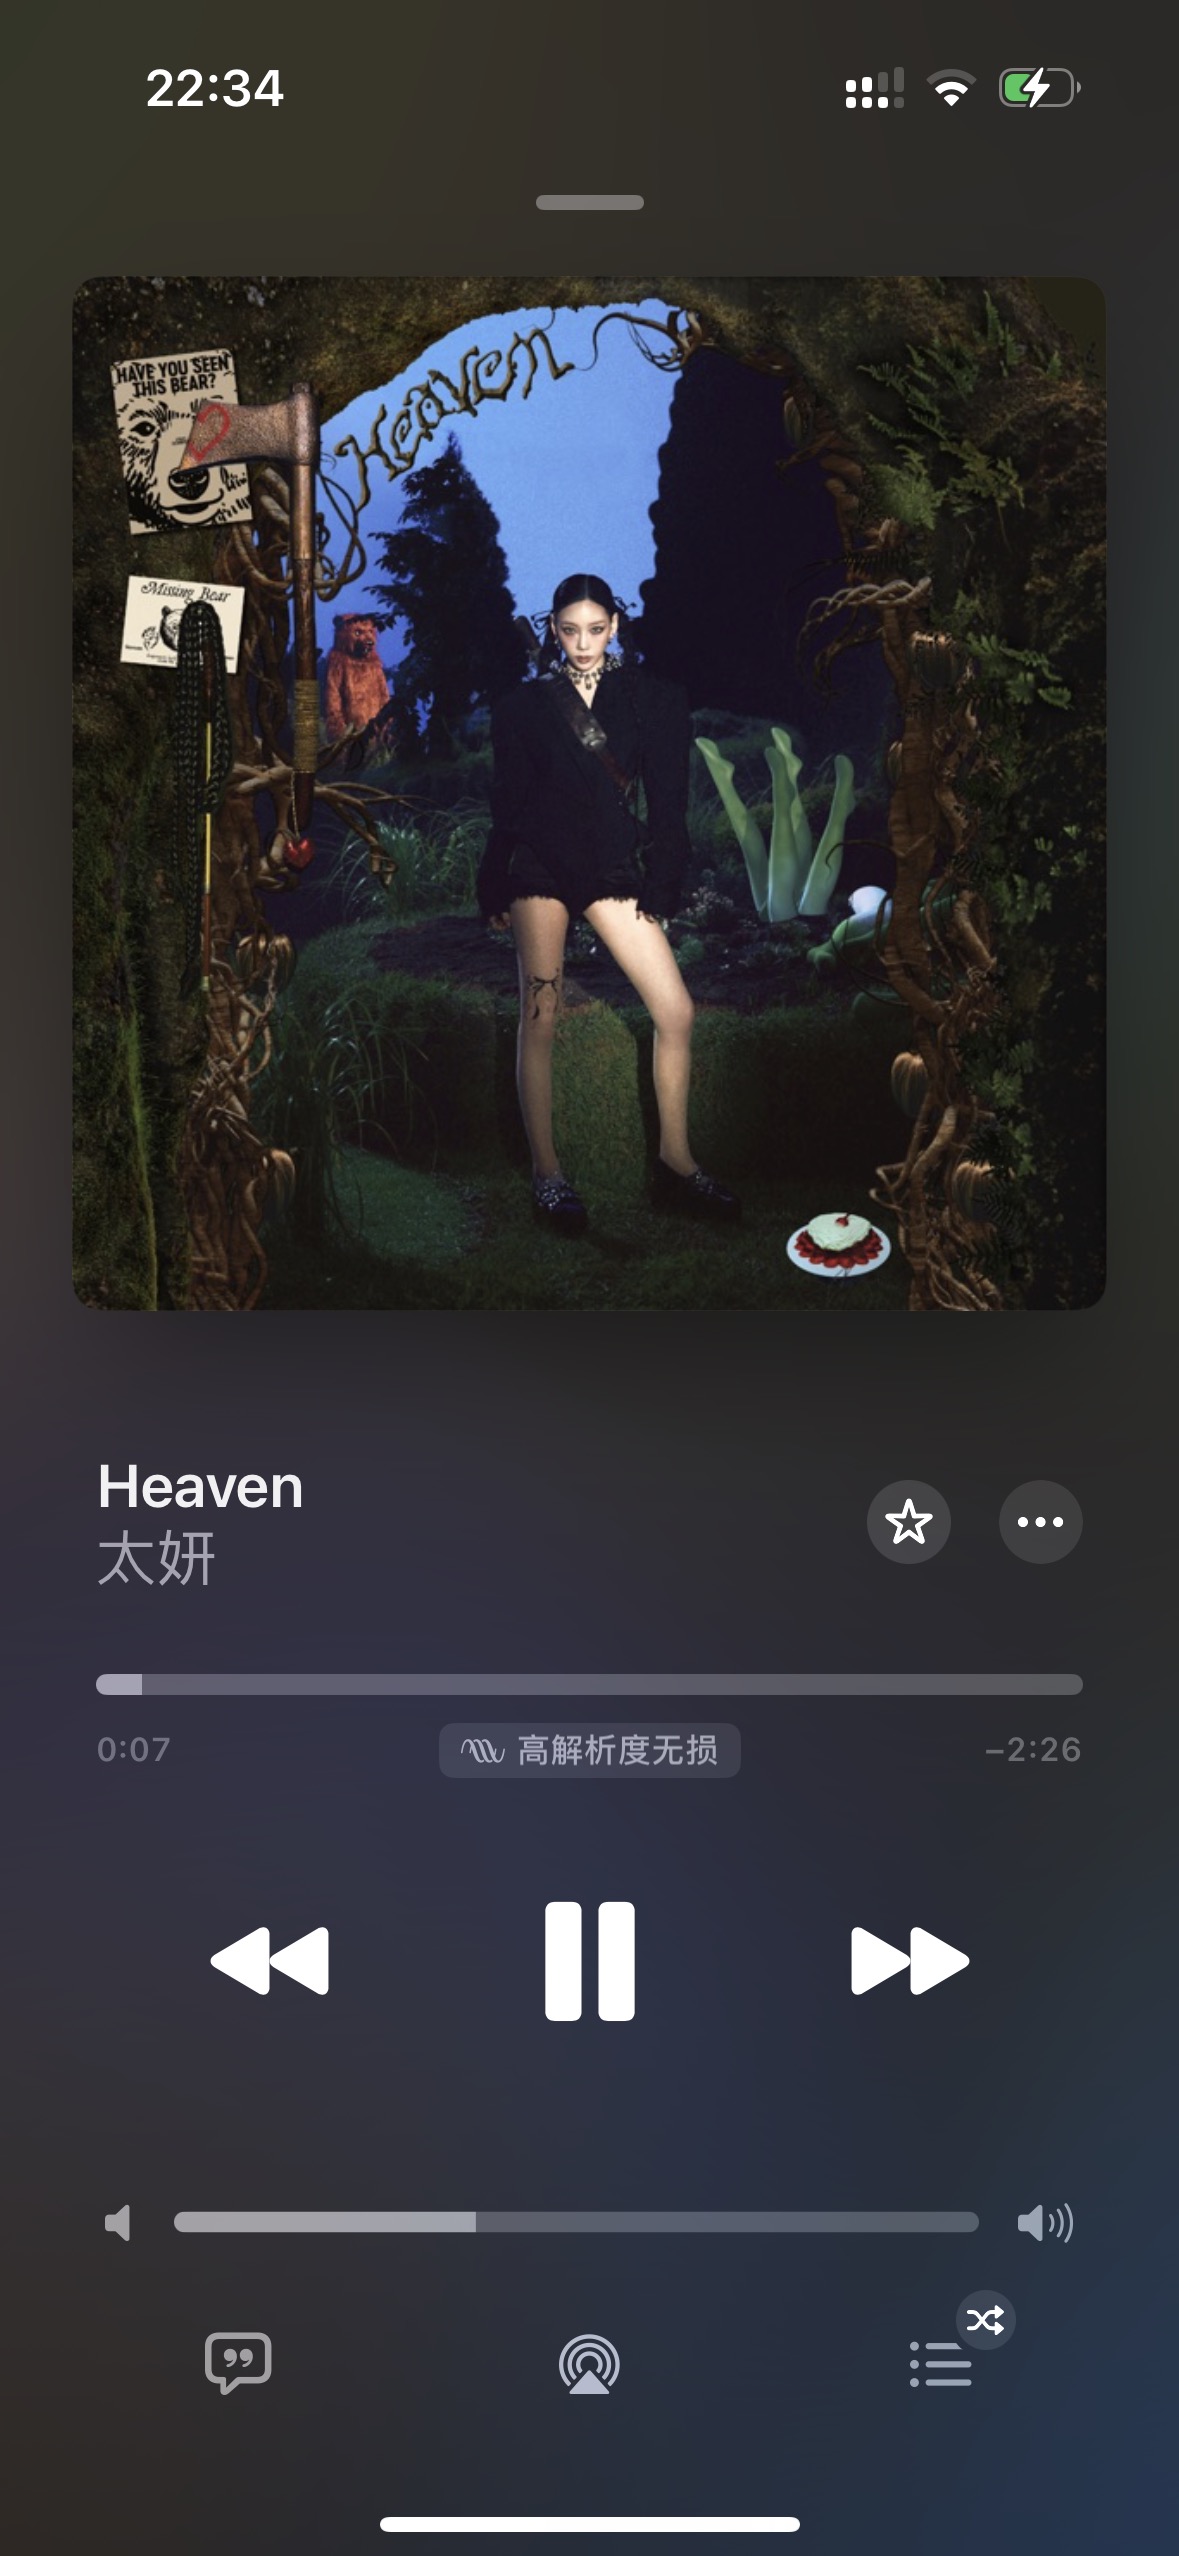 22:34
HAVE YOU SEEN
THIS BEAR?
Heaven
Missing Bear
Heaven
太妍
0:07
高解析度无损
–2:26